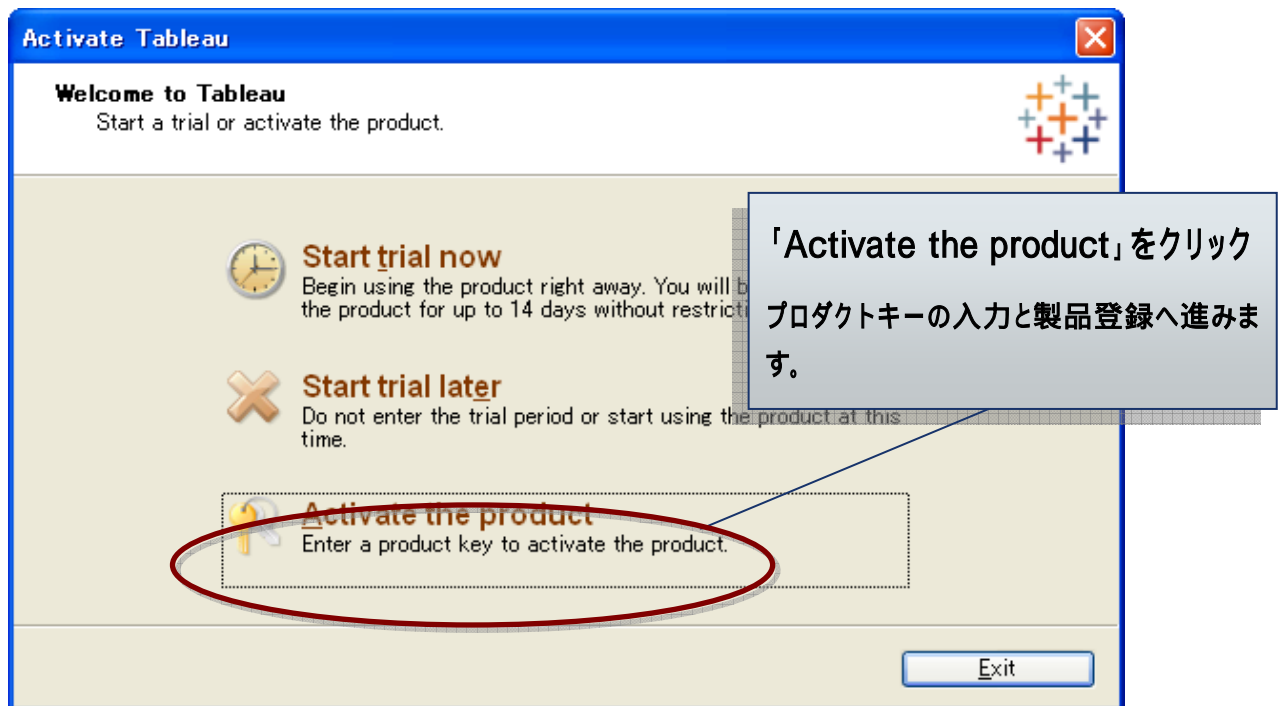 Activate Tableau
Welcome to Tableau
Start a trial or activate the product.
Start trial now
Begin using the product right away. You will
the product for up to 14 days without
「Activate the product」をクリック
プロダクトキーの入力と製品登録へ進みま
す。
Start trial later
Do not enter the trial period or start using the product at this
time.
Activate the product
Enter a product key to activate the product.
Exit